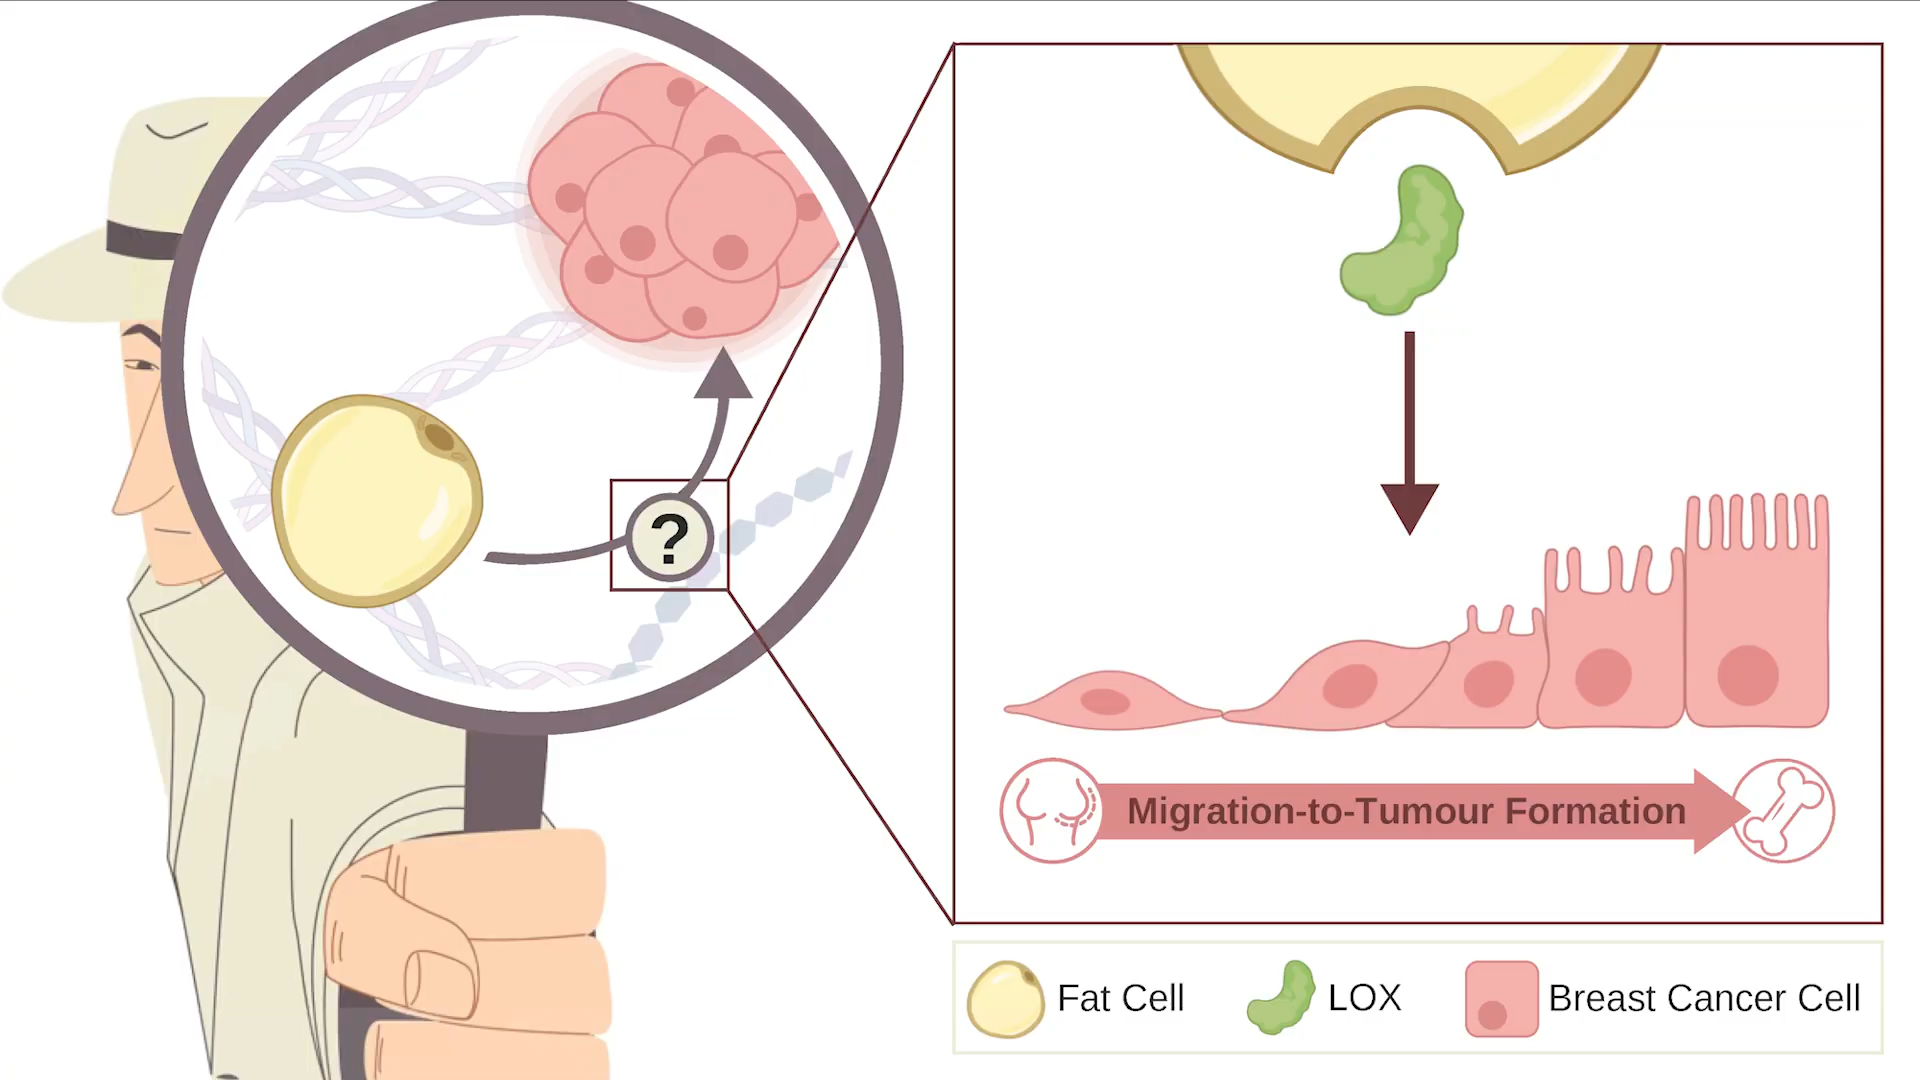 ?
Migration-to-Tumour Formation
Fat Cell
LOX
Breast Cancer Cell